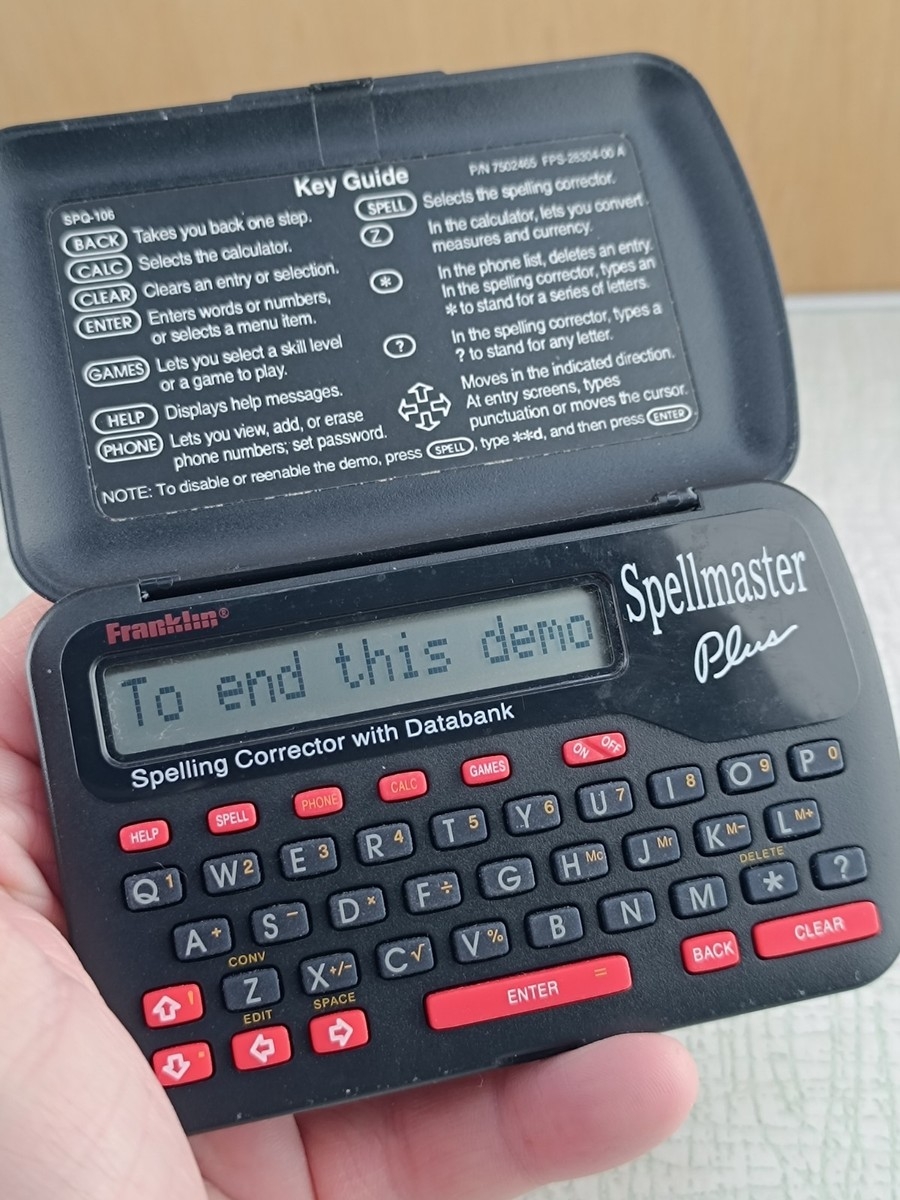 Key Guide
P/N 7502465 FPS-28304-00 A
SPQ-106
BACK Takes you back one step.
CALC Selects the calculator.
CLEAR Clears an entry or selection.
ENTER Enters words or numbers,
or selects a menu item.
GAMES Lets you select a skill level
or a game to play.
HELP Displays help messages.
PHONE Lets you view, add, or erase
phone numbers; set password.
SPELL Selects the spelling corrector.
Z In the calculator, lets you convert
measures and currency.
* In the phone list, deletes an entry.
In the spelling corrector, types an
* to stand for a series of letters.
? In the spelling corrector, types a
? to stand for any letter.
Moves in the indicated direction.
At entry screens, types
punctuation or moves the cursor.
NOTE: To disable or reenable the demo, press SPELL, type **d, and then press ENTER
Franklin®
Spellmaster
Plus
To end this demo
Spelling Corrector with Databank
HELP SPELL PHONE CALC GAMES ON OFF
Q 1 W 2 E 3 R 4 T 5 Y 6 U 7 I 8 O 9 P 0
A + S − D × F ÷ G H Mc J Mr K M− L M+
CONV DELETE
Z X +/− C √ V % B N M * ?
EDIT SPACE
ENTER = BACK CLEAR